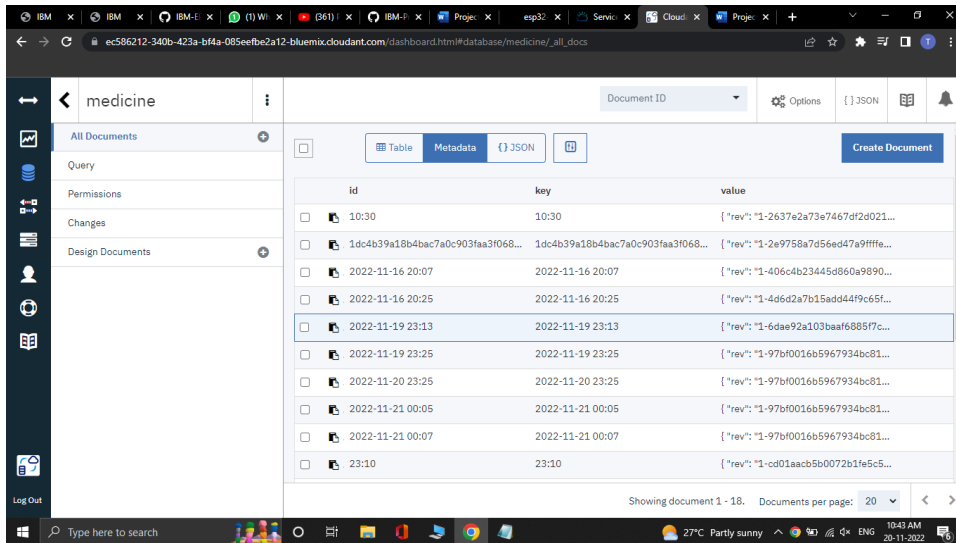 IBM IBM IBM-El (1) Wh (361) F IBM-P Projec esp32- Servic Cloud Projec
ec586212-340b-423a-bf4a-085eefbe2a12-bluemix.cloudant.com/dashboard.html#database/medicine/_all_docs T
medicine Document ID Options { } JSON
All Documents
Query
Permissions
Changes
Design Documents
Table Metadata { } JSON Create Document
id key value
10:30 10:30 { "rev": "1-2637e2a73e7467df2d021...
1dc4b39a18b4bac7a0c903faa3f068... 1dc4b39a18b4bac7a0c903faa3f068... { "rev": "1-2e9758a7d56ed47a9ffffe...
2022-11-16 20:07 2022-11-16 20:07 { "rev": "1-406c4b23445d860a9890...
2022-11-16 20:25 2022-11-16 20:25 { "rev": "1-4d6d2a7b15add44f9c65f...
2022-11-19 23:13 2022-11-19 23:13 { "rev": "1-6dae92a103baaf6885f7c...
2022-11-19 23:25 2022-11-19 23:25 { "rev": "1-97bf0016b5967934bc81...
2022-11-20 23:25 2022-11-20 23:25 { "rev": "1-97bf0016b5967934bc81...
2022-11-21 00:05 2022-11-21 00:05 { "rev": "1-97bf0016b5967934bc81...
2022-11-21 00:07 2022-11-21 00:07 { "rev": "1-97bf0016b5967934bc81...
23:10 23:10 { "rev": "1-cd01aacb5b0072b1fe5c5...
Log Out
Showing document 1 - 18. Documents per page: 20
Type here to search 27°C Partly sunny ENG 10:43 AM
20-11-2022 6